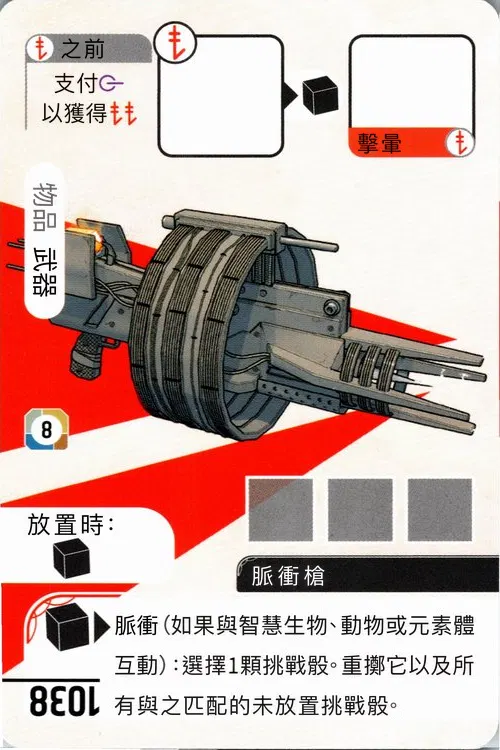 之前
支付
以獲得
擊暈
物品 武器
8
放置時：
脈衝槍
脈衝（如果與智慧生物、動物或元素體
互動）：選擇1顆挑戰骰。重擲它以及所
有與之匹配的未放置挑戰骰。
1038